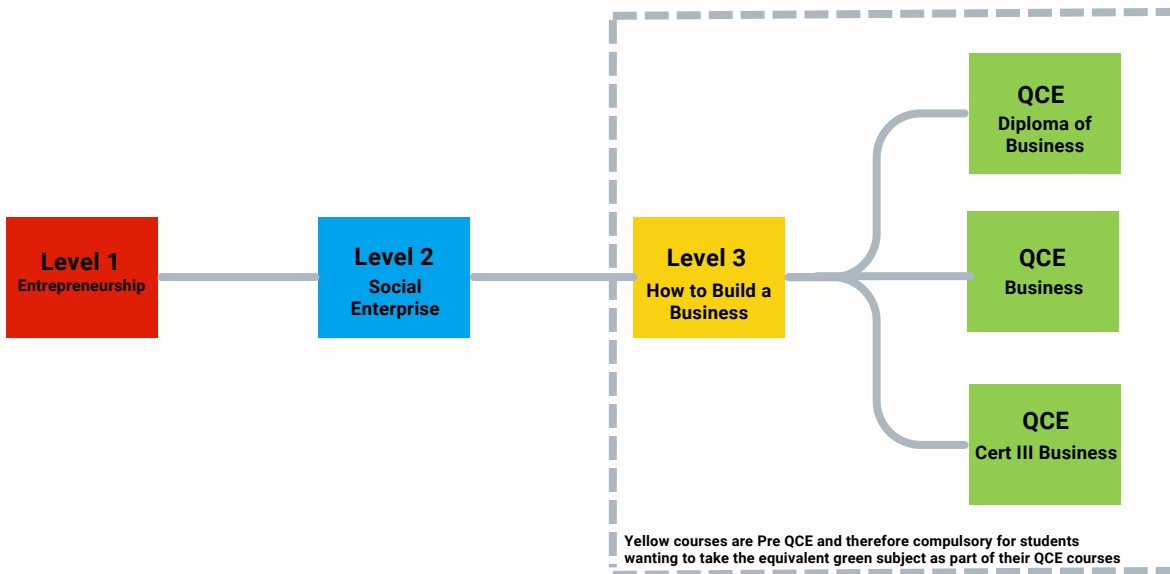 Level 1
Entrepreneurship
Level 2
Social
Enterprise
Level 3
How to Build a
Business
QCE
Diploma of
Business
QCE
Business
QCE
Cert III Business
Yellow courses are Pre QCE and therefore compulsory for students
wanting to take the equivalent green subject as part of their QCE courses